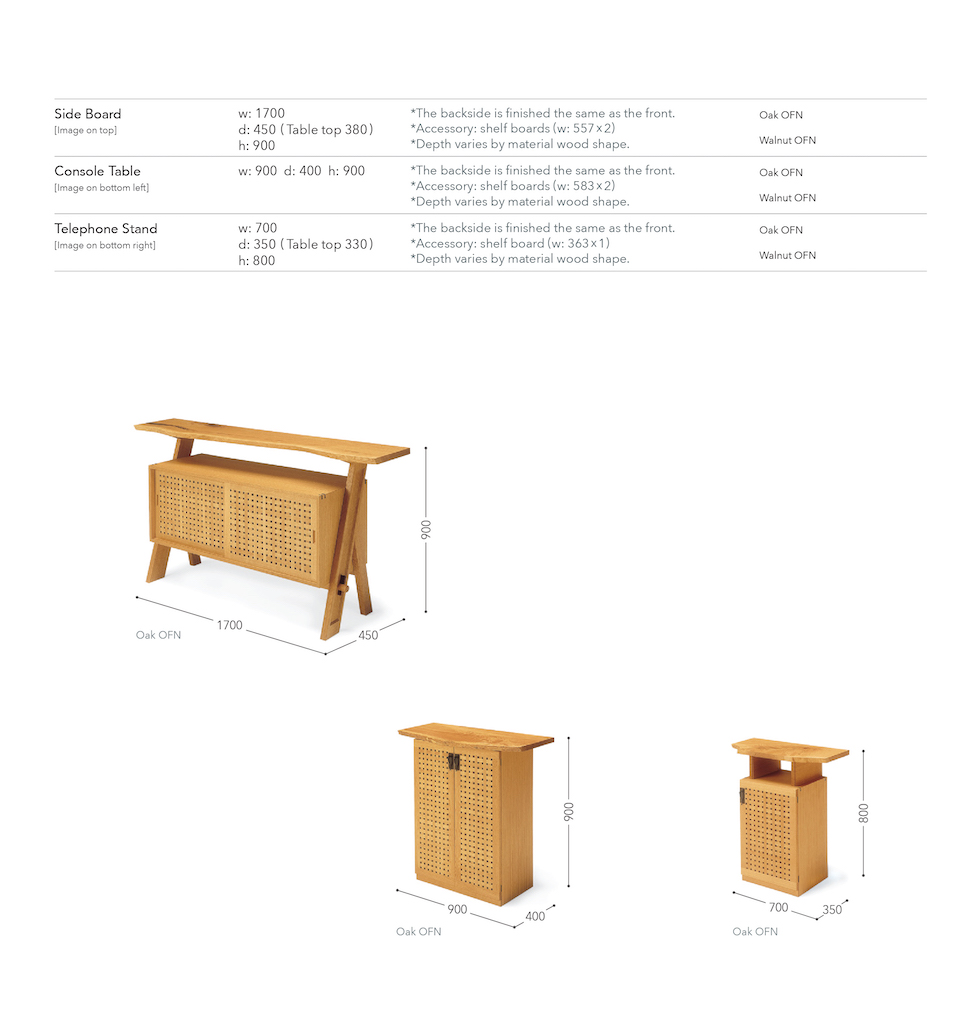 Side Board
[Image on top]
w: 1700
d: 450 ( Table top 380 )
h: 900
*The backside is finished the same as the front.
*Accessory: shelf boards (w: 557 x 2)
*Depth varies by material wood shape.
Oak OFN
Walnut OFN
Console Table
[Image on bottom left]
w: 900 d: 400 h: 900
*The backside is finished the same as the front.
*Accessory: shelf boards (w: 583 x 2)
*Depth varies by material wood shape.
Oak OFN
Walnut OFN
Telephone Stand
[Image on bottom right]
w: 700
d: 350 ( Table top 330 )
h: 800
*The backside is finished the same as the front.
*Accessory: shelf board (w: 363 x 1)
*Depth varies by material wood shape.
Oak OFN
Walnut OFN
900
1700
450
Oak OFN
900
900
400
Oak OFN
800
700
350
Oak OFN